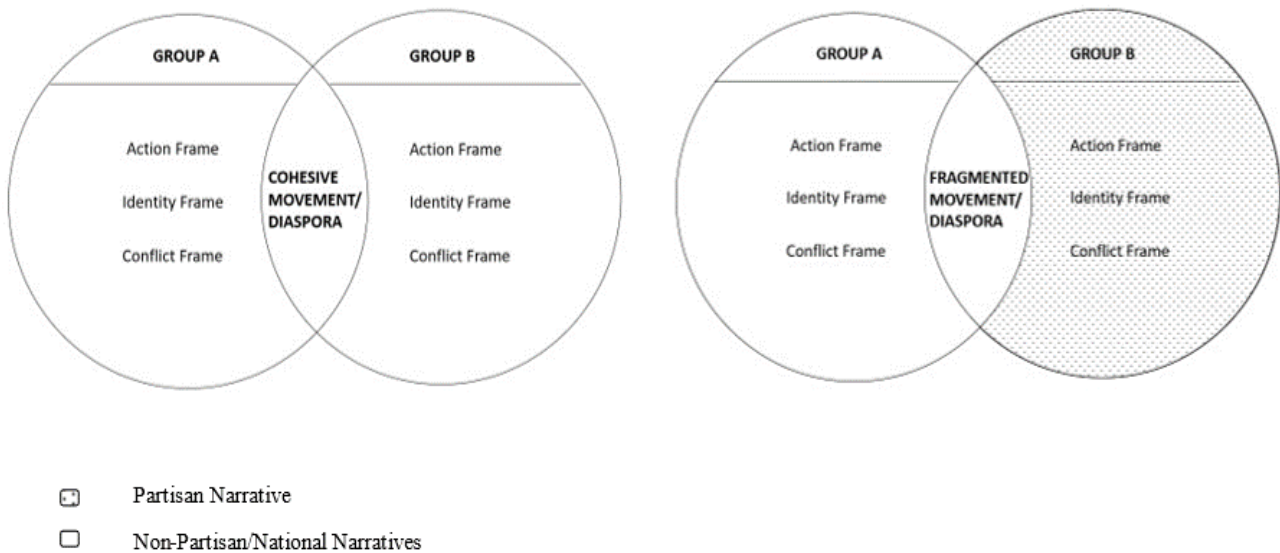 GROUP A
Action Frame
Identity Frame
Conflict Frame
COHESIVE
MOVEMENT/
DIASPORA
GROUP B
Action Frame
Identity Frame
Conflict Frame
GROUP A
Action Frame
Identity Frame
Conflict Frame
FRAGMENTED
MOVEMENT/
DIASPORA
GROUP B
Action Frame
Identity Frame
Conflict Frame
Partisan Narrative
Non-Partisan/National Narratives